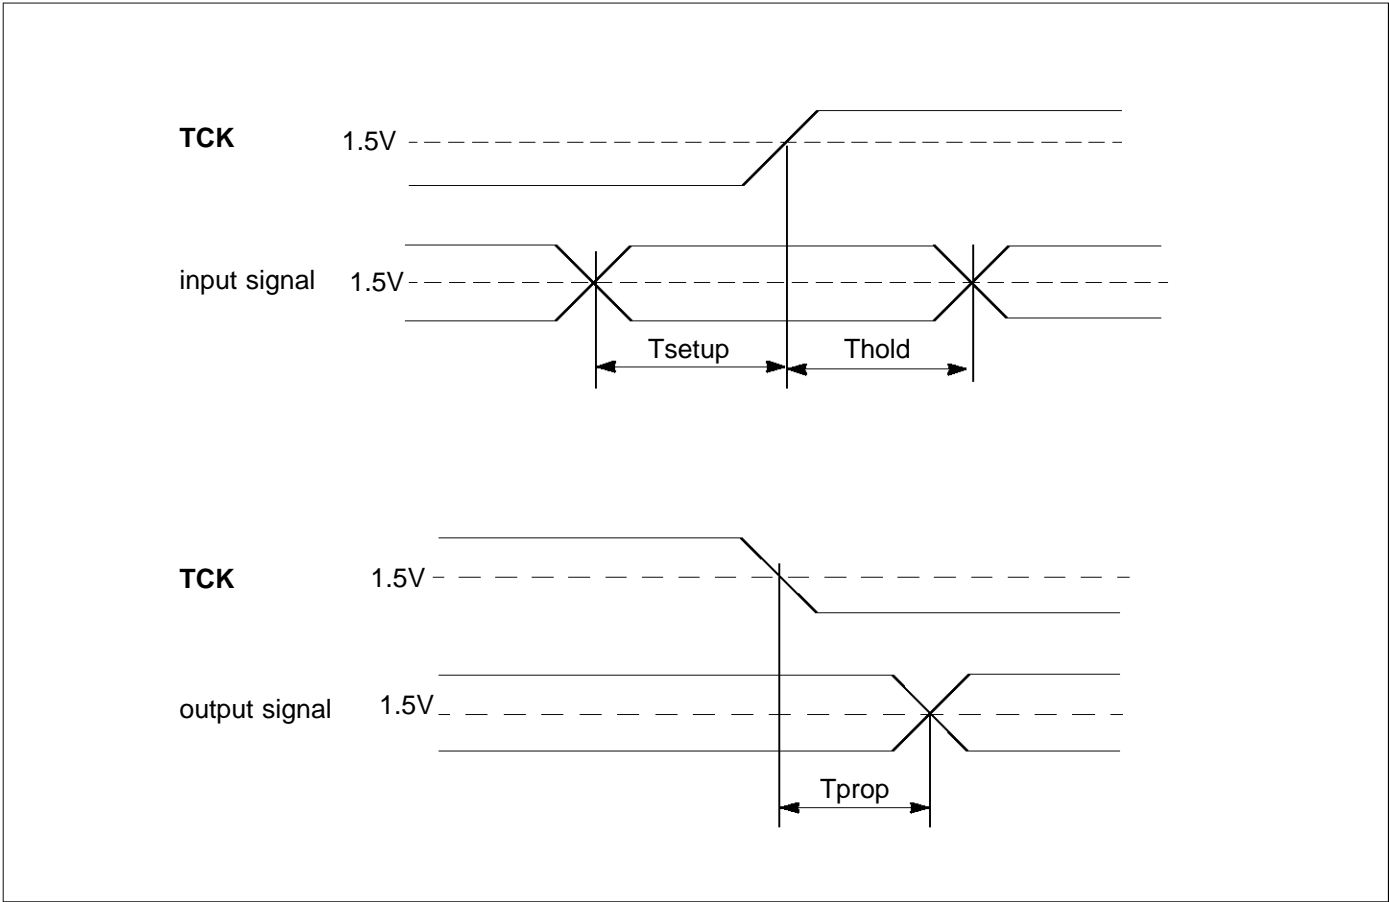 TCK 1.5V
input signal 1.5V
Tsetup Thold
TCK 1.5V
output signal 1.5V
Tprop